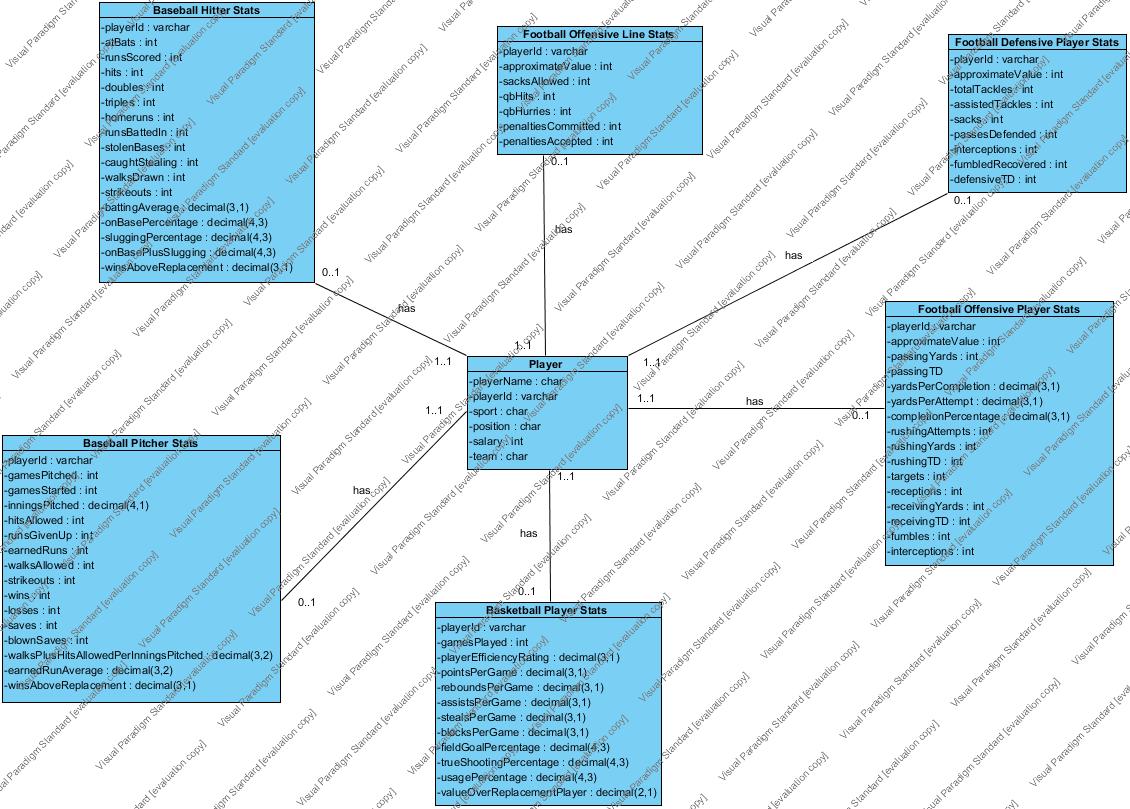 Baseball Hitter Stats
-playerId : varchar
-atBats : int
-runsScored : int
-hits : int
-doubles : int
-triples : int
-homeruns : int
-runsBattedIn : int
-stolenBases : int
-caughtStealing : int
-walksDrawn : int
-strikeouts : int
-battingAverage : decimal(3,1)
-onBasePercentage : decimal(4,3)
-sluggingPercentage : decimal(4,3)
-onBasePlusSlugging : decimal(4,3)
-winsAboveReplacement : decimal(3,1)
0..1
has
1..1
Football Offensive Line Stats
-playerId : varchar
-approximateValue : int
-sacksAllowed : int
-qbHits : int
-qbHurries : int
-penaltiesCommitted : int
-penaltiesAccepted : int
0..1
has
1..1
Football Defensive Player Stats
-playerId : varchar
-approximateValue : int
-totalTackles : int
-assistedTackles : int
-sacks : int
-passesDefended : int
-interceptions : int
-fumbledRecovered : int
-defensiveTD : int
0..1
has
1..1
Player
-playerName : char
-playerId : varchar
-sport : char
-position : char
-salary : int
-team : char
1..1
has
0..1
Football Offensive Player Stats
-playerId : varchar
-approximateValue : int
-passingYards : int
-passingTD
-yardsPerCompletion : decimal(3,1)
-yardsPerAttempt : decimal(3,1)
-completionPercentage : decimal(3,1)
-rushingAttempts : int
-rushingYards : int
-rushingTD : int
-targets : int
-receptions : int
-receivingYards : int
-receivingTD : int
-fumbles : int
-interceptions : int
1..1
has
0..1
Baseball Pitcher Stats
-playerId : varchar
-gamesPitched : int
-gamesStarted : int
-inningsPitched : decimal(4,1)
-hitsAllowed : int
-runsGivenUp : int
-earnedRuns : int
-walksAllowed : int
-strikeouts : int
-wins : int
-losses : int
-saves : int
-blownSaves : int
-walksPlusHitsAllowedPerInningsPitched : decimal(3,2)
-earnedRunAverage : decimal(3,2)
-winsAboveReplacement : decimal(3,1)
1..1
has
0..1
Basketball Player Stats
-playerId : varchar
-gamesPlayed : int
-playerEfficiencyRating : decimal(3,1)
-pointsPerGame : decimal(3,1)
-reboundsPerGame : decimal(3,1)
-assistsPerGame : decimal(3,1)
-stealsPerGame : decimal(3,1)
-blocksPerGame : decimal(3,1)
-fieldGoalPercentage : decimal(4,3)
-trueShootingPercentage : decimal(4,3)
-usagePercentage : decimal(4,3)
-valueOverReplacementPlayer : decimal(2,1)
Visual Paradigm Standard [evaluation copy]